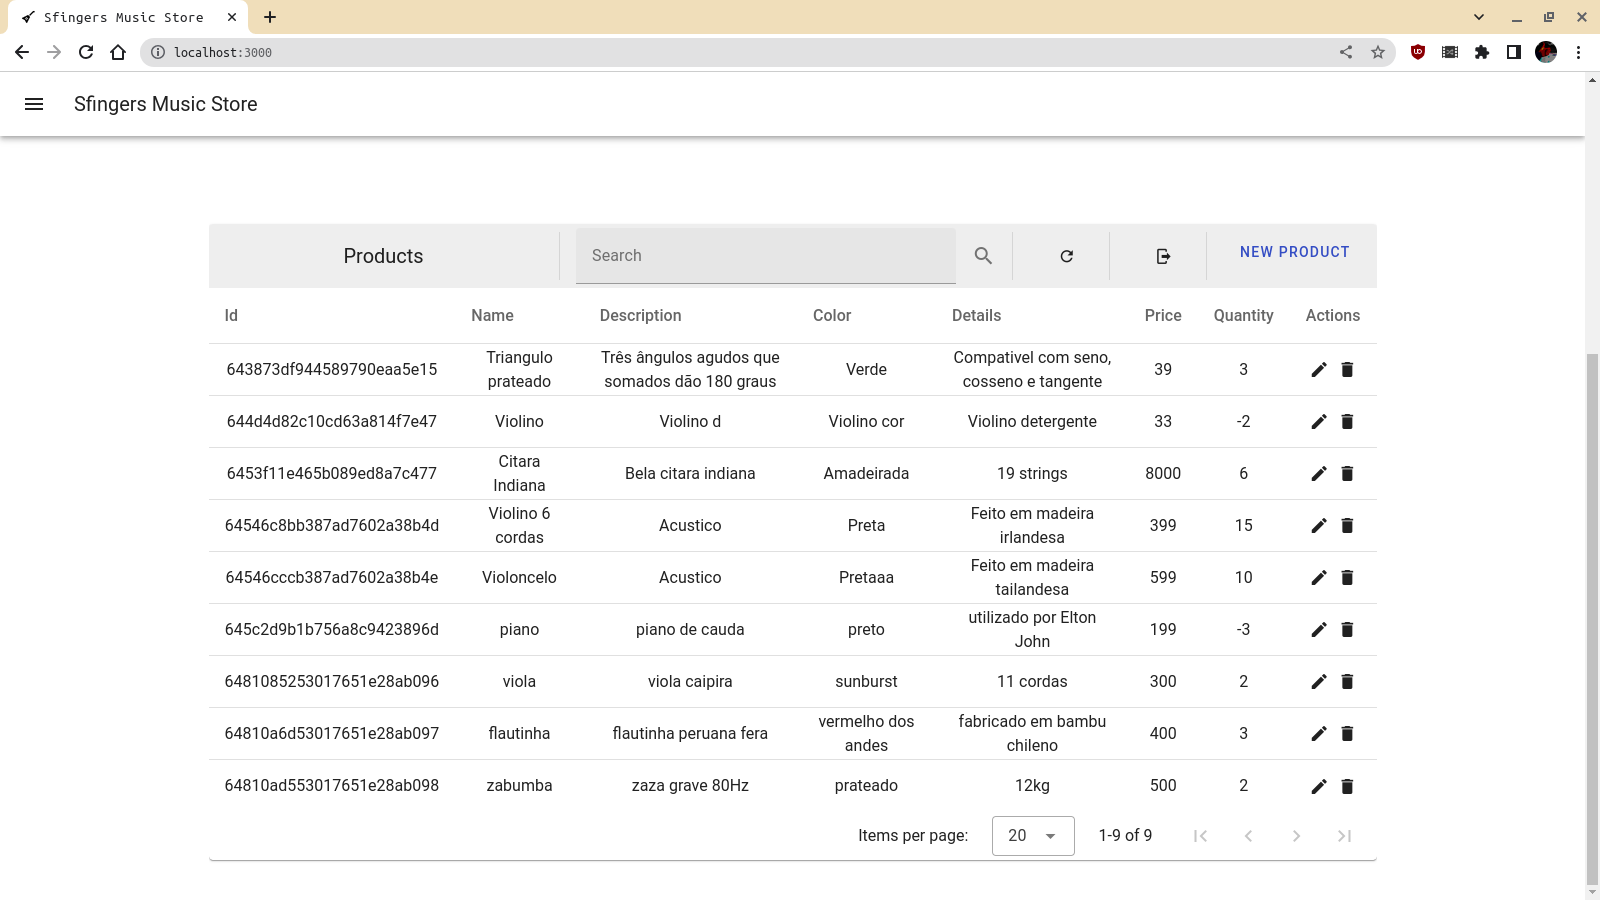 Sfingers Music Store
localhost:3000
Sfingers Music Store
Products Search NEW PRODUCT
Id Name Description Color Details Price Quantity Actions
643873df944589790eaa5e15 Triangulo prateado Três ângulos agudos que somados dão 180 graus Verde Compativel com seno, cosseno e tangente 39 3
644d4d82c10cd63a814f7e47 Violino Violino d Violino cor Violino detergente 33 -2
6453f11e465b089ed8a7c477 Citara Indiana Bela citara indiana Amadeirada 19 strings 8000 6
64546c8bb387ad7602a38b4d Violino 6 cordas Acustico Preta Feito em madeira irlandesa 399 15
64546cccb387ad7602a38b4e Violoncelo Acustico Pretaaa Feito em madeira tailandesa 599 10
645c2d9b1b756a8c9423896d piano piano de cauda preto utilizado por Elton John 199 -3
6481085253017651e28ab096 viola viola caipira sunburst 11 cordas 300 2
64810a6d53017651e28ab097 flautinha flautinha peruana fera vermelho dos andes fabricado em bambu chileno 400 3
64810ad553017651e28ab098 zabumba zaza grave 80Hz prateado 12kg 500 2
Items per page: 20 1-9 of 9